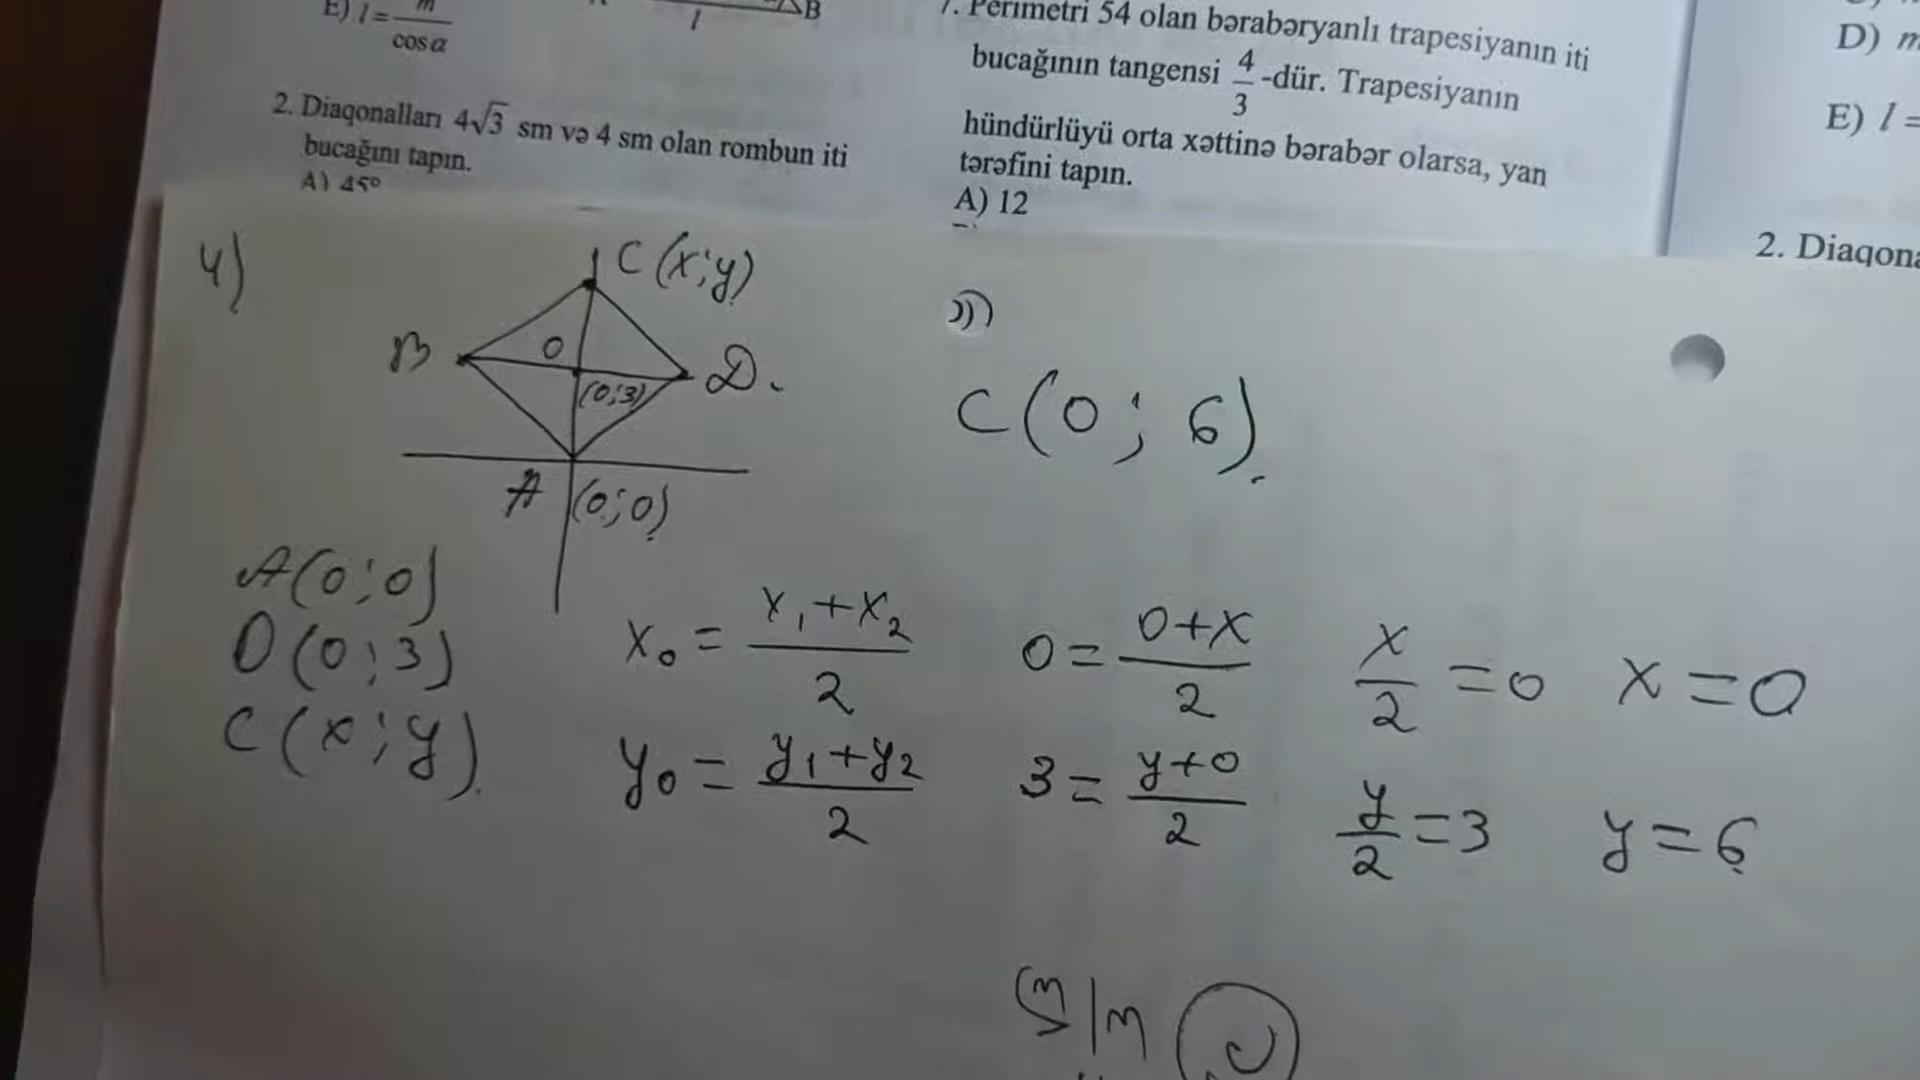 E) l = m/cosα
l
B
2. Diaqonalları 4√3 sm və 4 sm olan rombun iti
bucağını tapın.
A) 45°
7. Perimetri 54 olan bərabəryanlı trapesiyanın iti
bucağının tangensi 4/3-dür. Trapesiyanın
hündürlüyü orta xəttinə bərabər olarsa, yan
tərəfini tapın.
A) 12
D) m
E) l =
2. Diaqona
4)
C(x;y)
B
O
(0;3)
D.
A (0;0)
C(0; 6).
A(0;0)
O(0;3)
C(x;y).
x₀ = (x₁+x₂)/2 0 = (0+x)/2 x/2 = 0 x = 0
y₀ = (y₁+y₂)/2 3 = (y+0)/2 y/2 = 3 y = 6